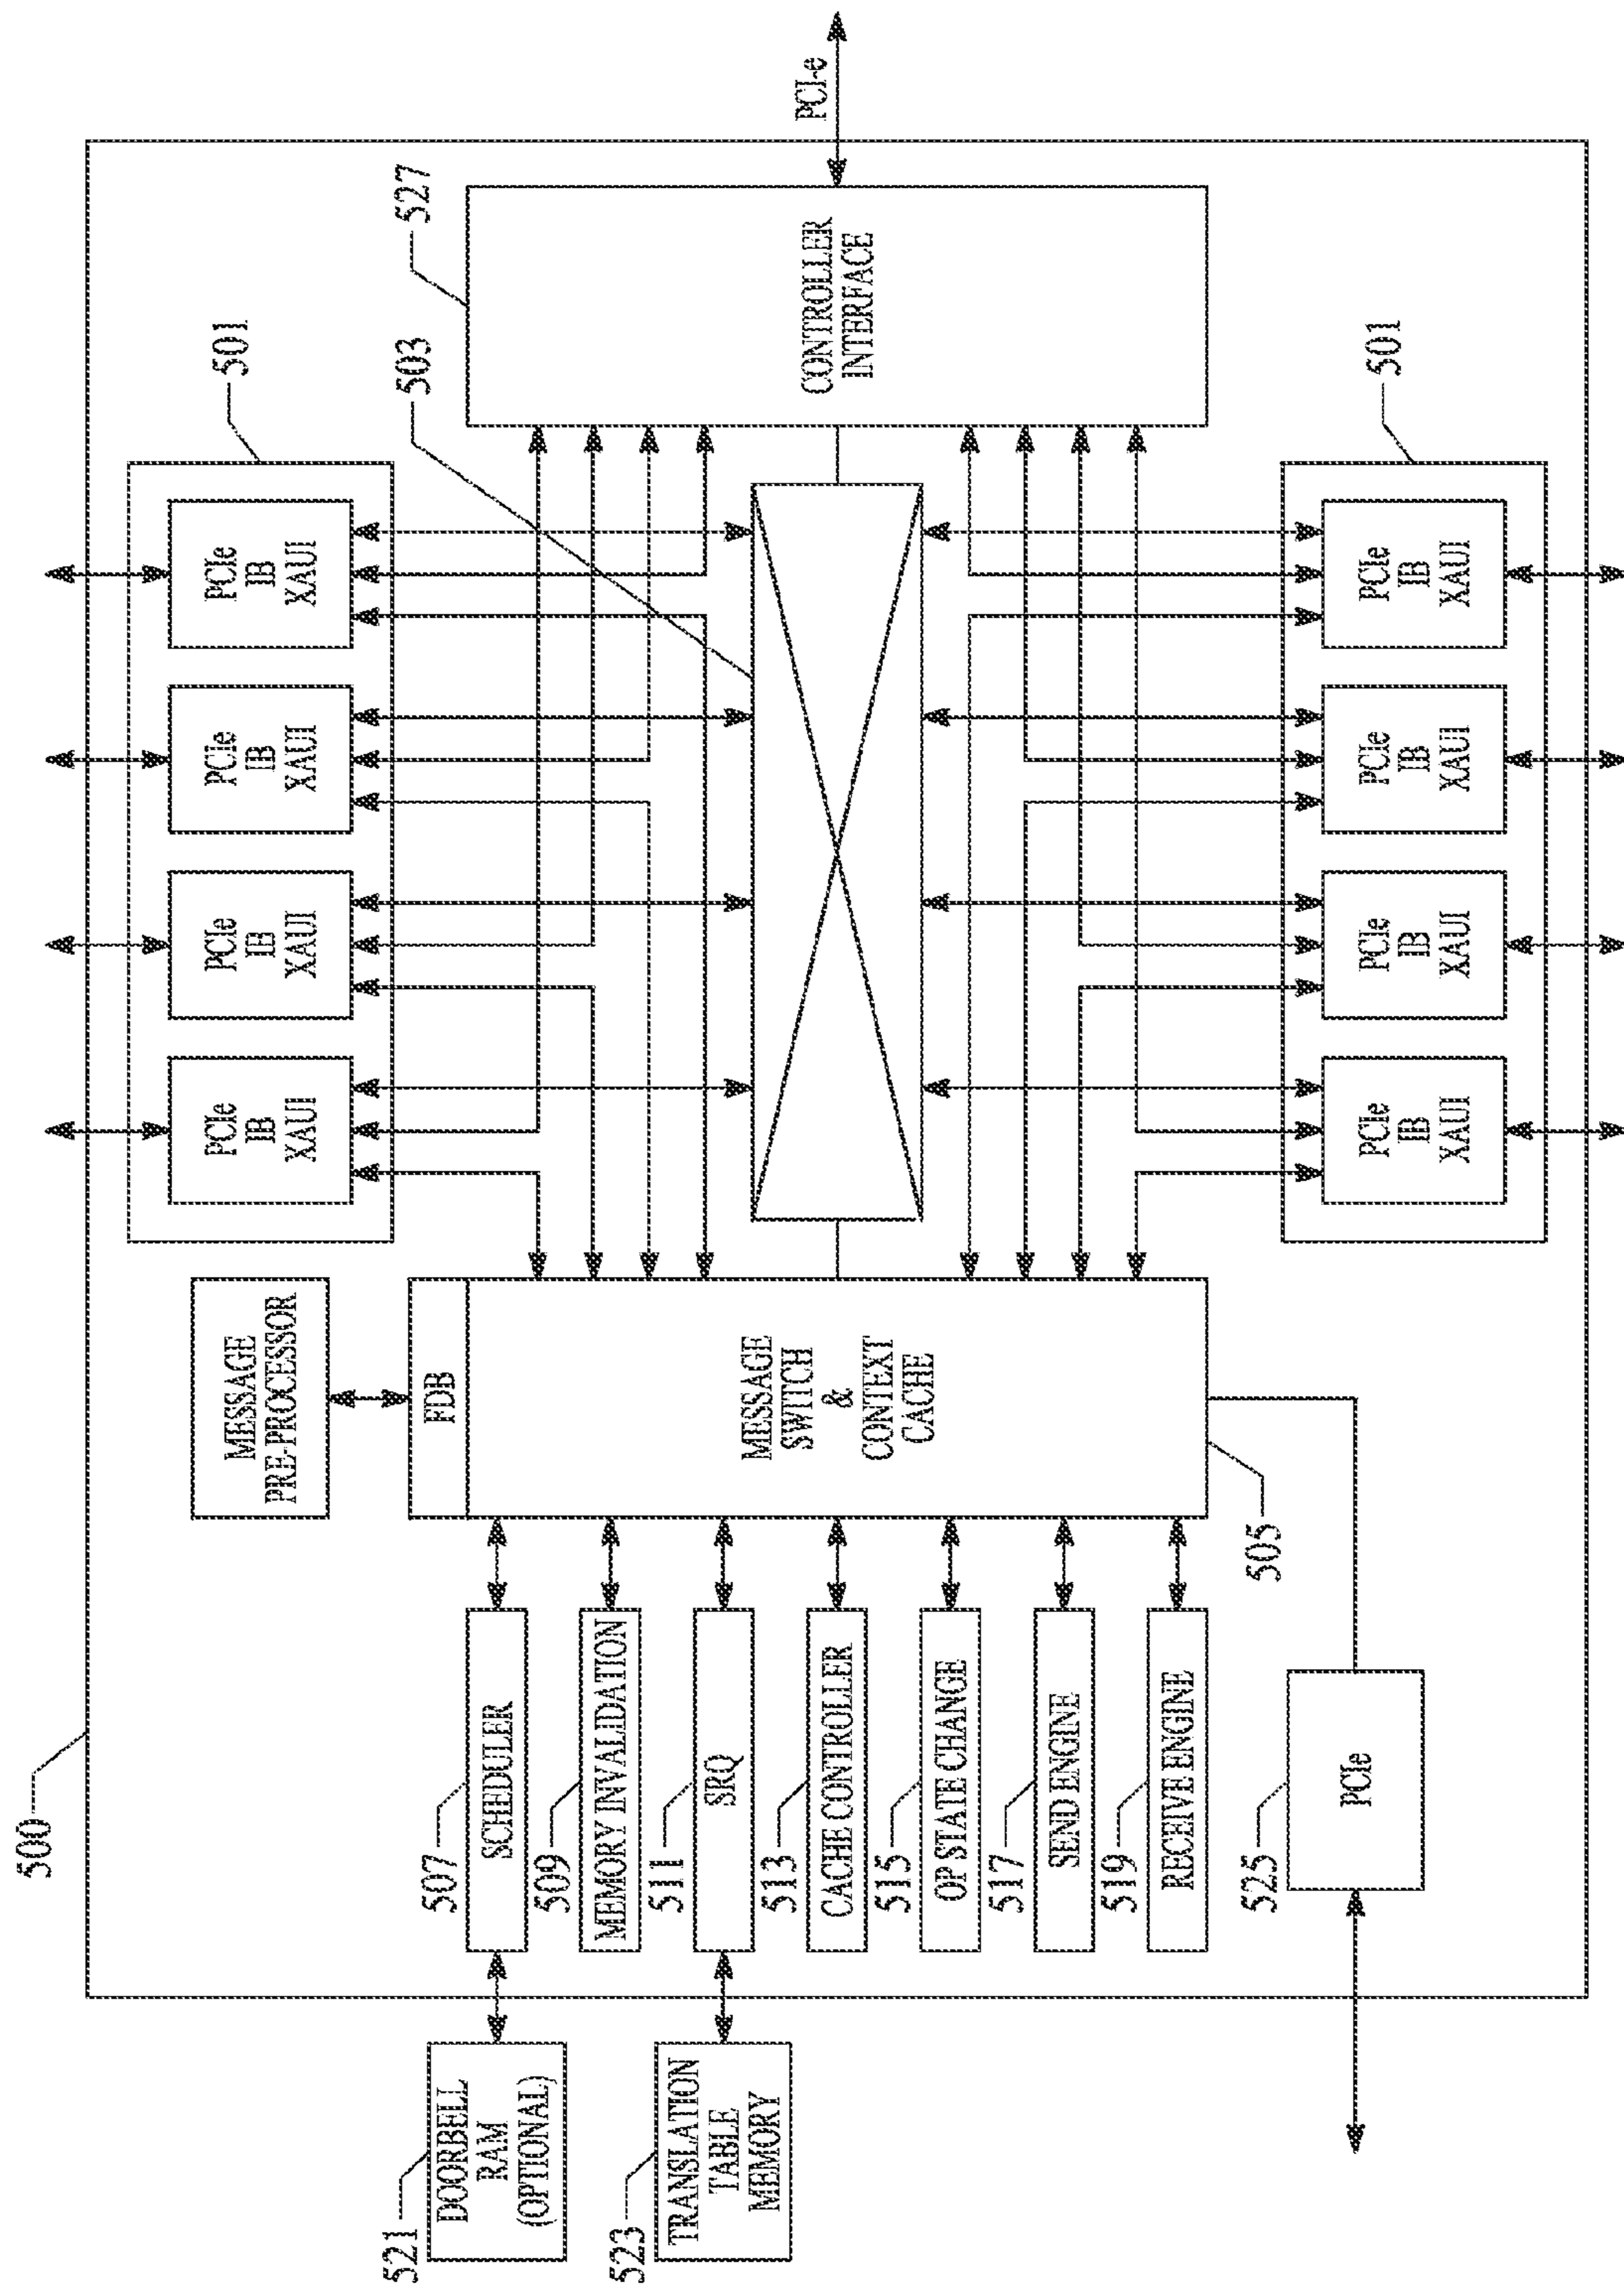 500
521
DOORBELL
RAM
(OPTIONAL)
523
TRANSLATION
TABLE
MEMORY
507
SCHEDULER
509
MEMORY INVALIDATION
511
SRQ
513
CACHE CONTROLLER
515
OP STATE CHANGE
517
SEND ENGINE
519
RECEIVE ENGINE
525
PCIe
MESSAGE
PRE-PROCESSOR
FDB
MESSAGE
SWITCH
&
CONTEXT
CACHE
505
501
PCIe
IB
XAUI
PCIe
IB
XAUI
PCIe
IB
XAUI
PCIe
IB
XAUI
503
527
CONTROLLER
INTERFACE
PCI-e
501
PCIe
IB
XAUI
PCIe
IB
XAUI
PCIe
IB
XAUI
PCIe
IB
XAUI